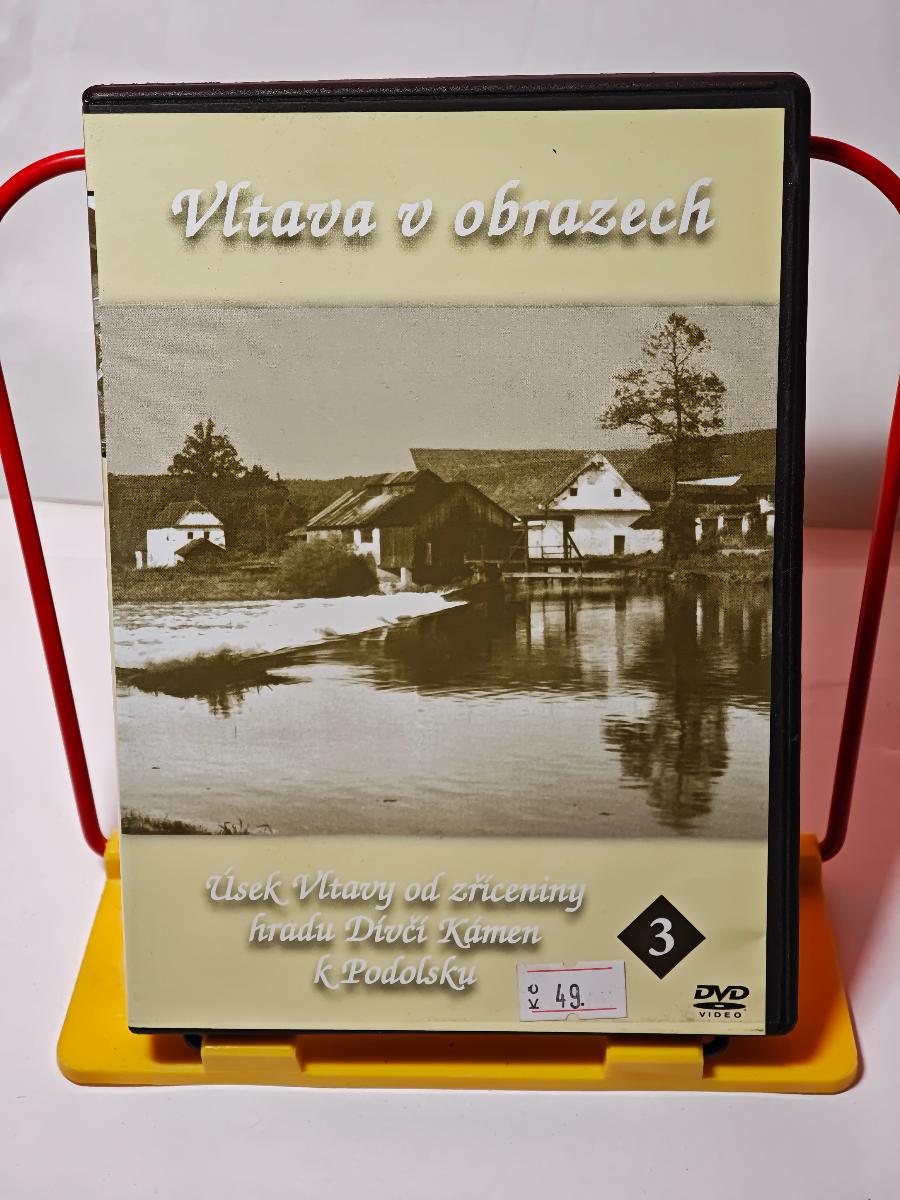 Vltava v obrazech
Úsek Vltavy od zříceniny
hradu Dívčí Kámen
k Podolsku
3
Kč 49.
DVD
VIDEO